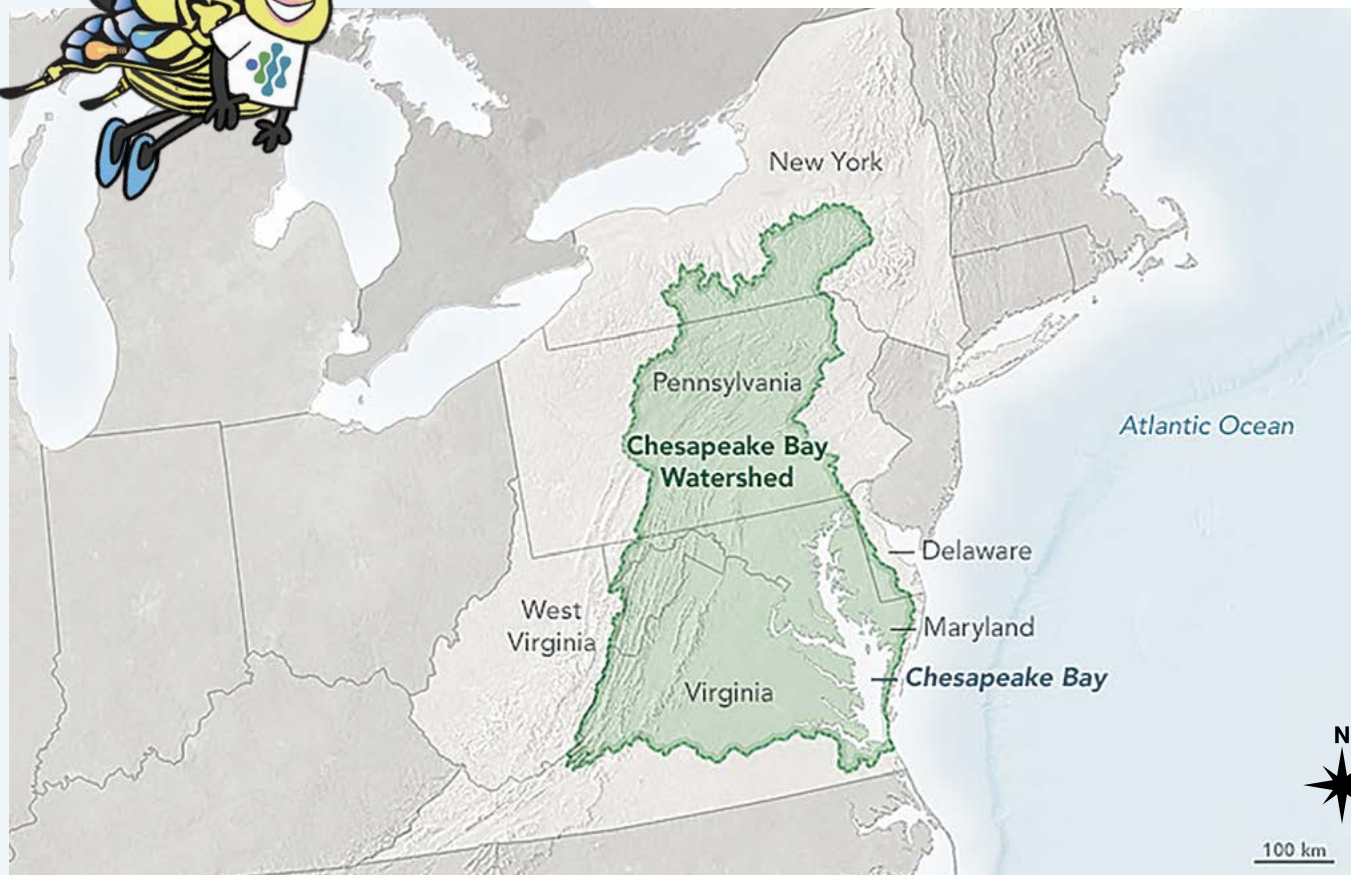 New York
Pennsylvania
Chesapeake Bay
Watershed
Atlantic Ocean
Delaware
West
Virginia
Maryland
Chesapeake Bay
Virginia
N
100 km